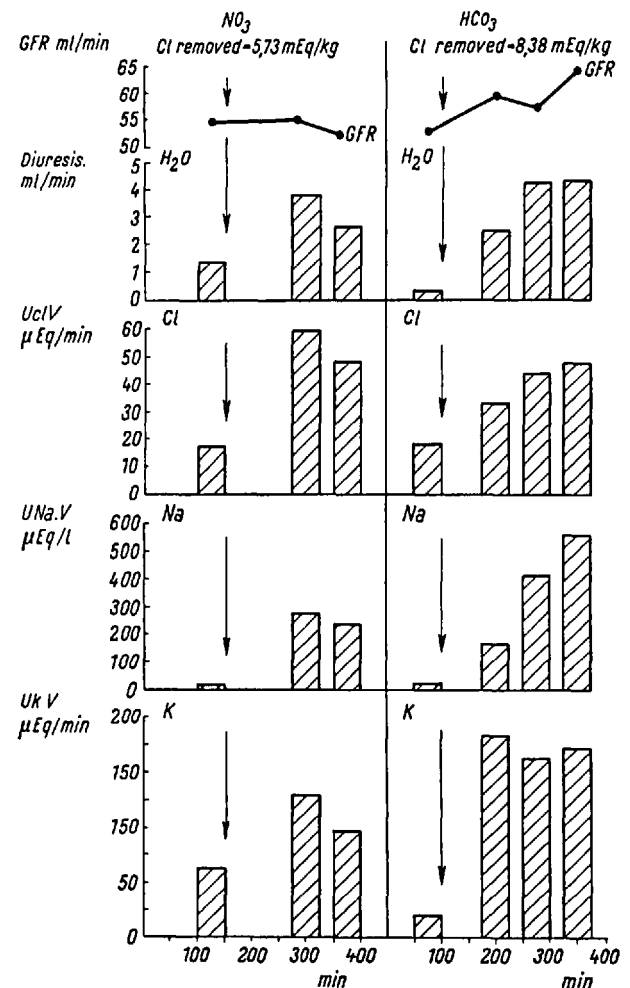 NO3 HCO3
GFR ml/min Cl removed=5,73 mEq/kg Cl removed=8,38 mEq/kg
65
60
55
50
GFR
GFR
Diuresis.
ml/min
H2O H2O
5
4
3
2
1
0
UclV
µEq/min
Cl Cl
60
50
40
30
20
10
0
UNa.V
µEq/l
Na Na
600
500
400
300
200
100
0
Uk V
µEq/min
K K
200
150
150
50
0
100 200 300 400 100 200 300 400
min min